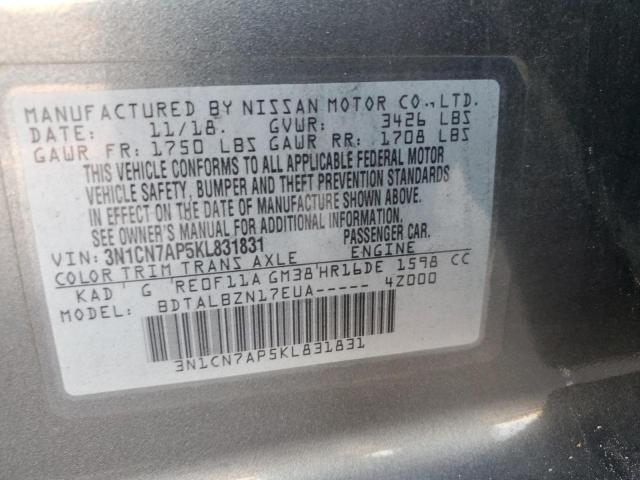 MANUFACTURED BY NISSAN MOTOR CO., LTD.
DATE: 11/18. GVWR: 3426 LBS
GAWR FR: 1750 LBS GAWR RR: 1708 LBS
THIS VEHICLE CONFORMS TO ALL APPLICABLE FEDERAL MOTOR
VEHICLE SAFETY, BUMPER AND THEFT PREVENTION STANDARDS
IN EFFECT ON THE DATE OF MANUFACTURE SHOWN ABOVE.
SEE OWNER'S MANUAL FOR ADDITIONAL INFORMATION.
VIN: 3N1CN7AP5KL831831 PASSENGER CAR.
COLOR TRIM TRANS AXLE ENGINE
KAD G RE0F11A GM38 HR16DE 1598 CC
MODEL: BDTALBZN17EUA----- 4Z000
3N1CN7AP5KL831831